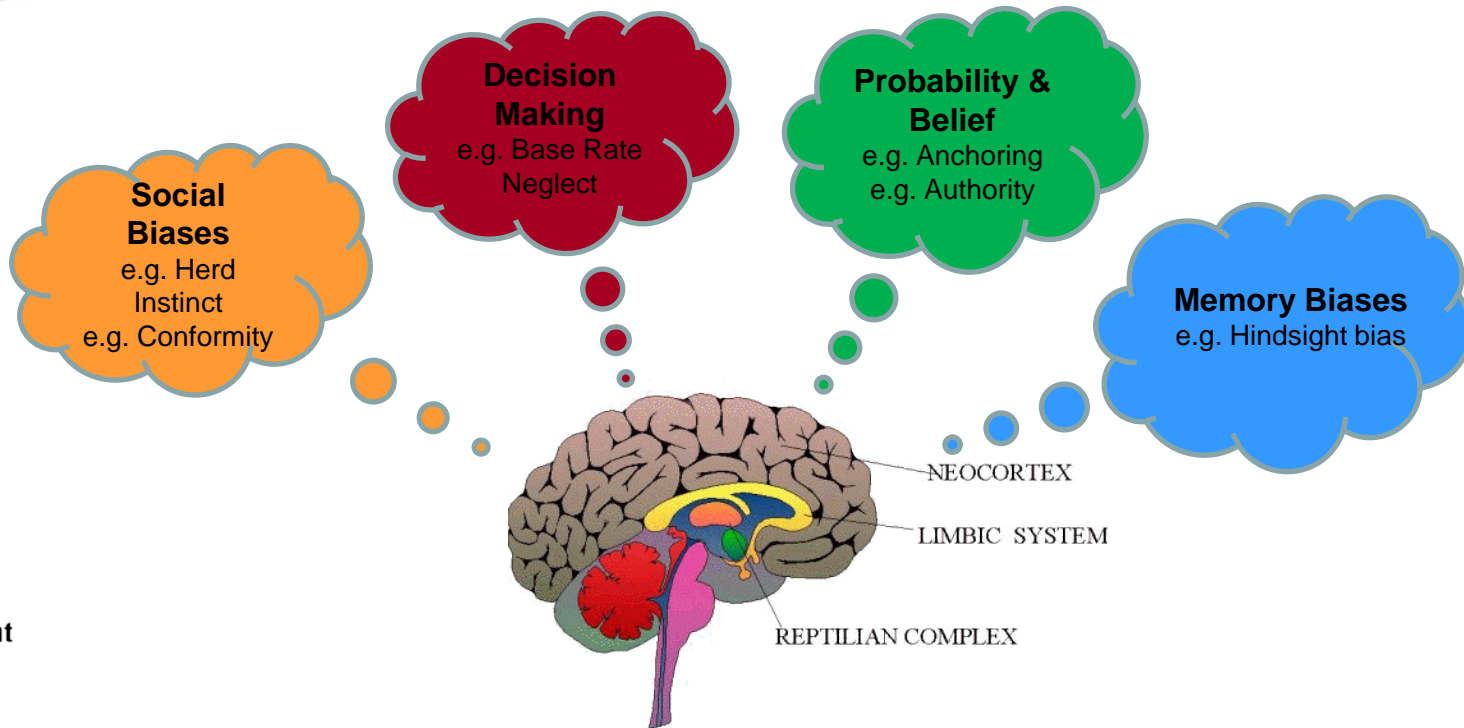 Decision
Making
e.g. Base Rate
Neglect
Probability &
Belief
e.g. Anchoring
e.g. Authority
Social
Biases
e.g. Herd
Instinct
e.g. Conformity
Memory Biases
e.g. Hindsight bias
NEOCORTEX
LIMBIC SYSTEM
REPTILIAN COMPLEX